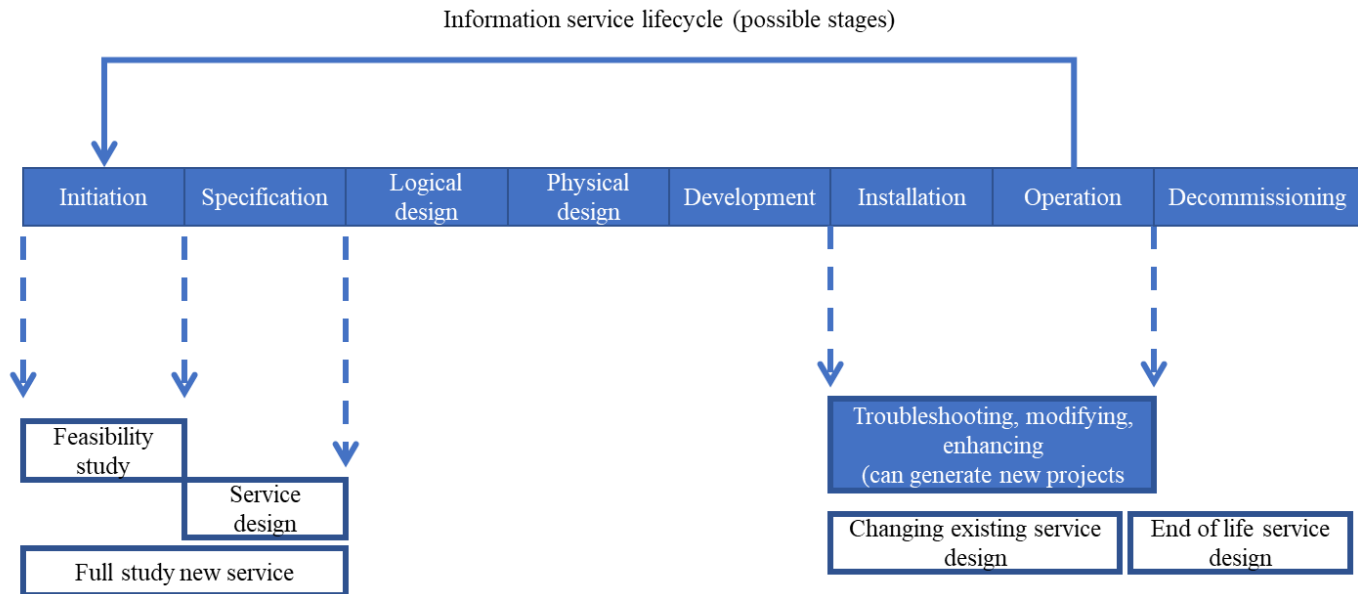 Information service lifecycle (possible stages)
Initiation
Specification
Logical
design
Physical
design
Development
Installation
Operation
Decommissioning
Feasibility
study
Service
design
Full study new service
Troubleshooting, modifying,
enhancing
(can generate new projects
Changing existing service
design
End of life service
design